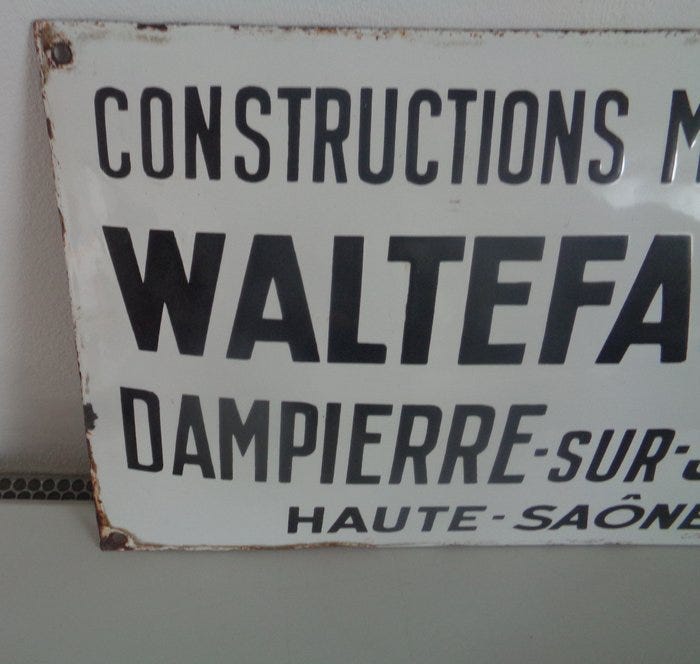 CONSTRUCTIONS
WALTEFA
DAMPIERRE-SUR-
HAUTE-SAÔNE